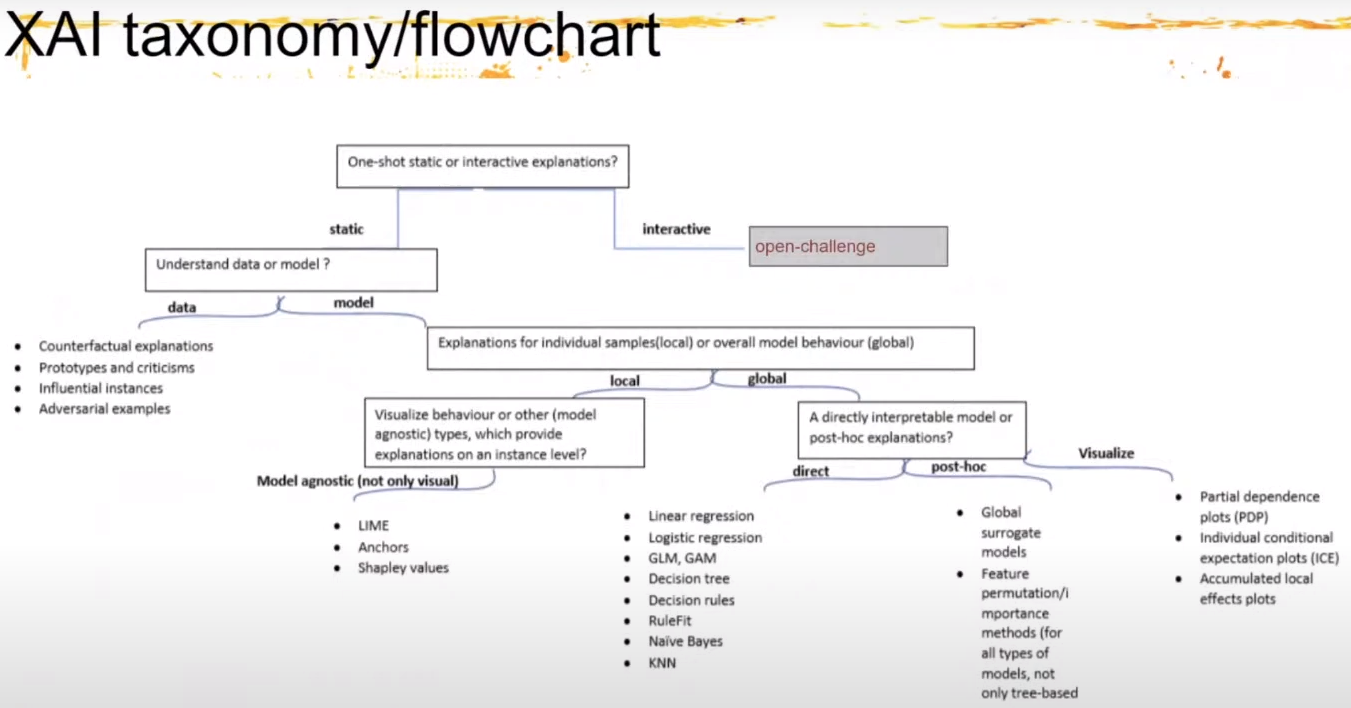 XAI taxonomy/flowchart
One-shot static or interactive explanations?
static
interactive
open-challenge
Understand data or model ?
data
model
Counterfactual explanations
Prototypes and criticisms
Influential instances
Adversarial examples
Explanations for individual samples(local) or overall model behaviour (global)
local
global
Visualize behaviour or other (model
agnostic) types, which provide
explanations on an instance level?
Model agnostic (not only visual)
LIME
Anchors
Shapley values
A directly interpretable model or
post-hoc explanations?
direct
post-hoc
Visualize
Linear regression
Logistic regression
GLM, GAM
Decision tree
Decision rules
RuleFit
Naïve Bayes
KNN
Global
surrogate
models
Feature
permutation/i
mportance
methods (for
all types of
models, not
only tree-based
Partial dependence
plots (PDP)
Individual conditional
expectation plots (ICE)
Accumulated local
effects plots